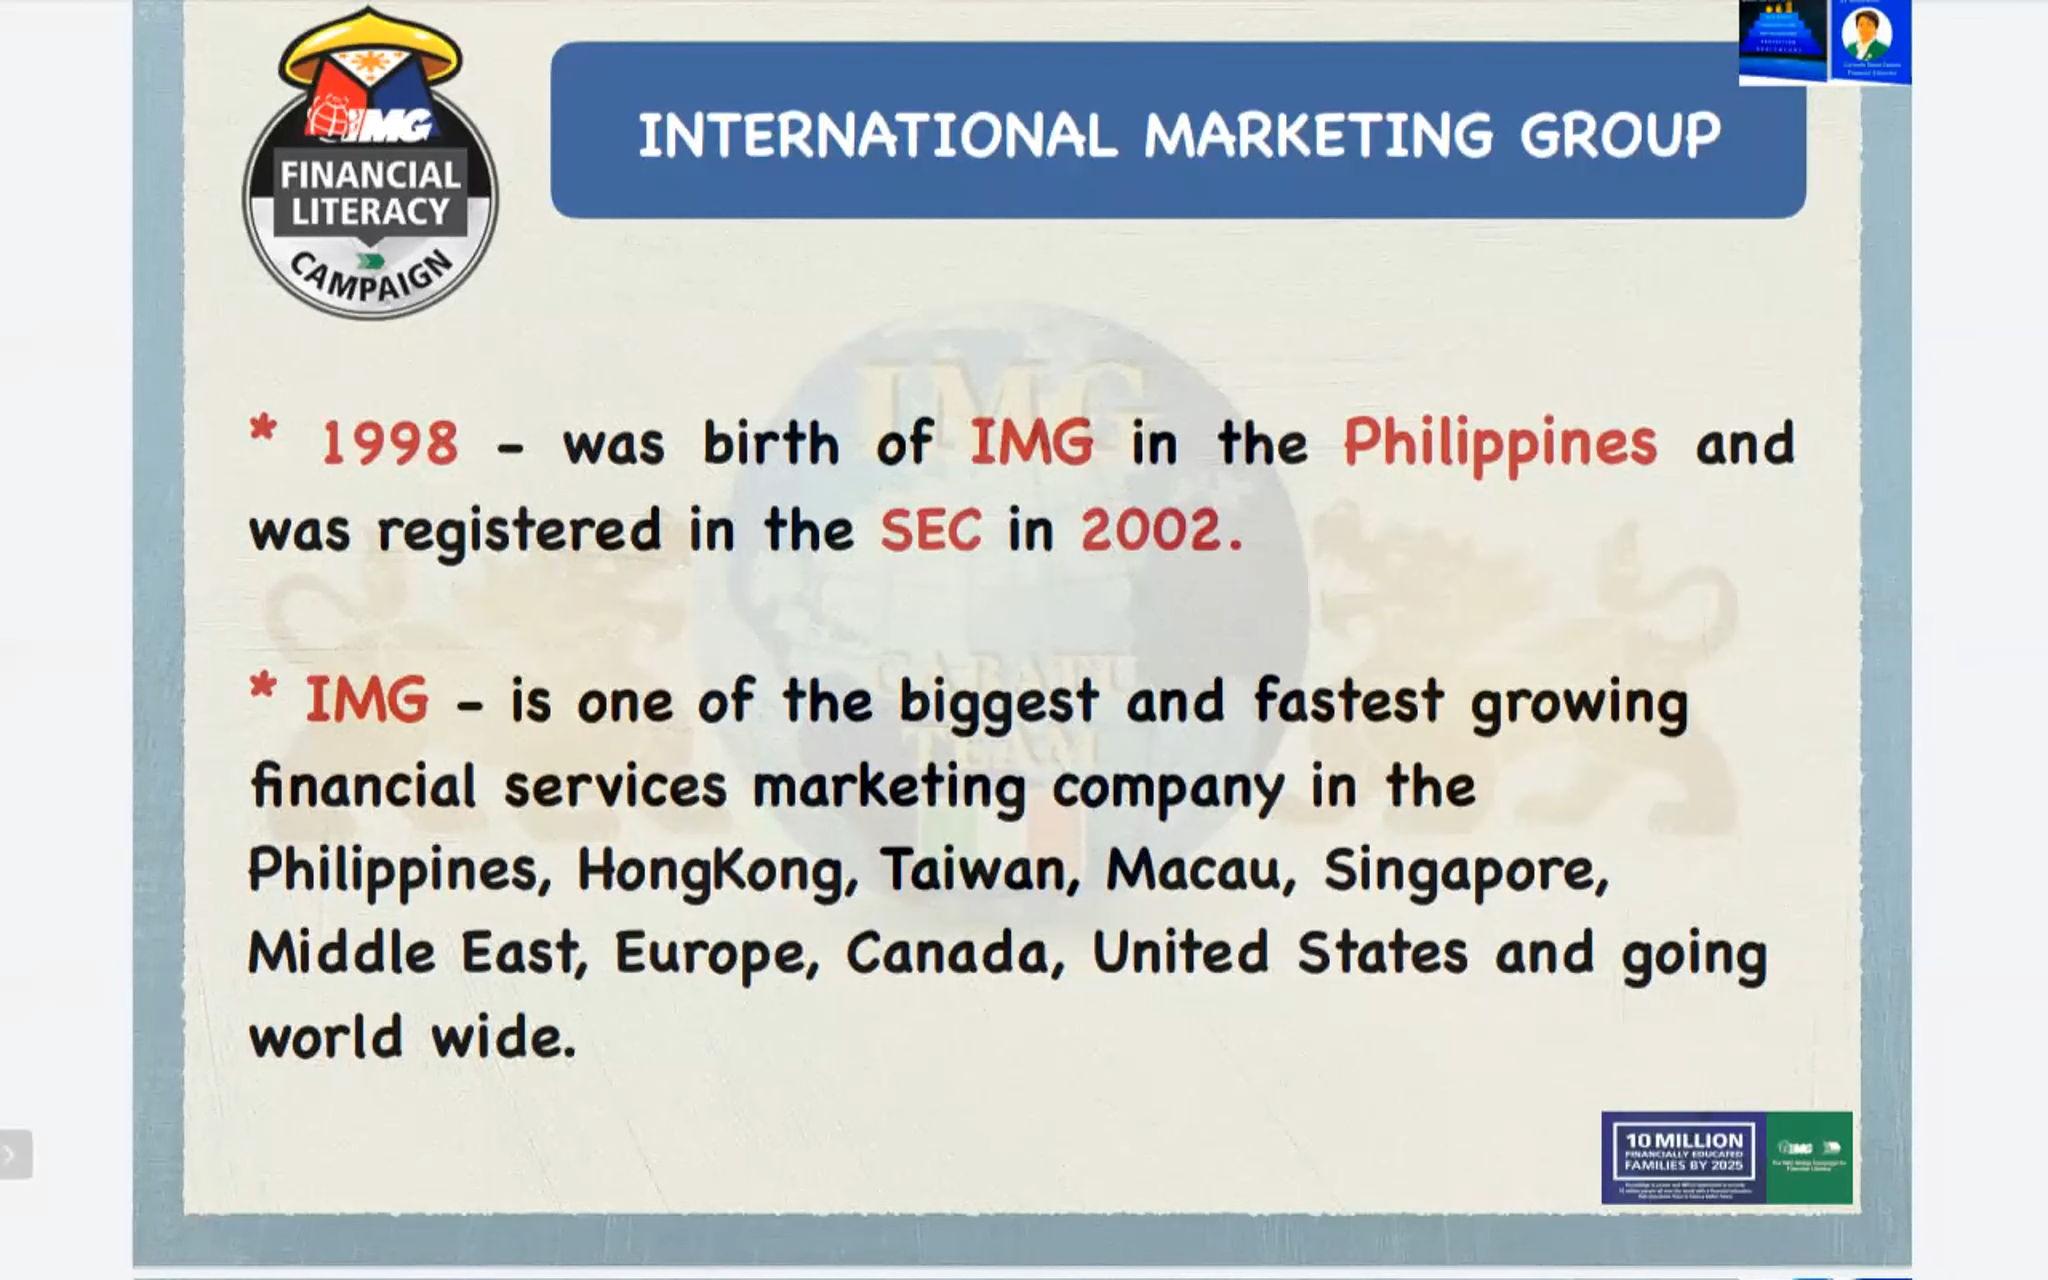 IMG
FINANCIAL
LITERACY
CAMPAIGN
INTERNATIONAL MARKETING GROUP
IMG
* 1998 - was birth of IMG in the Philippines and
was registered in the SEC in 2002.
TEAM
* IMG - is one of the biggest and fastest growing
financial services marketing company in the
Philippines, HongKong, Taiwan, Macau, Singapore,
Middle East, Europe, Canada, United States and going
world wide.
10 MILLION
FINANCIALLY EDUCATED
FAMILIES BY 2025
IMG